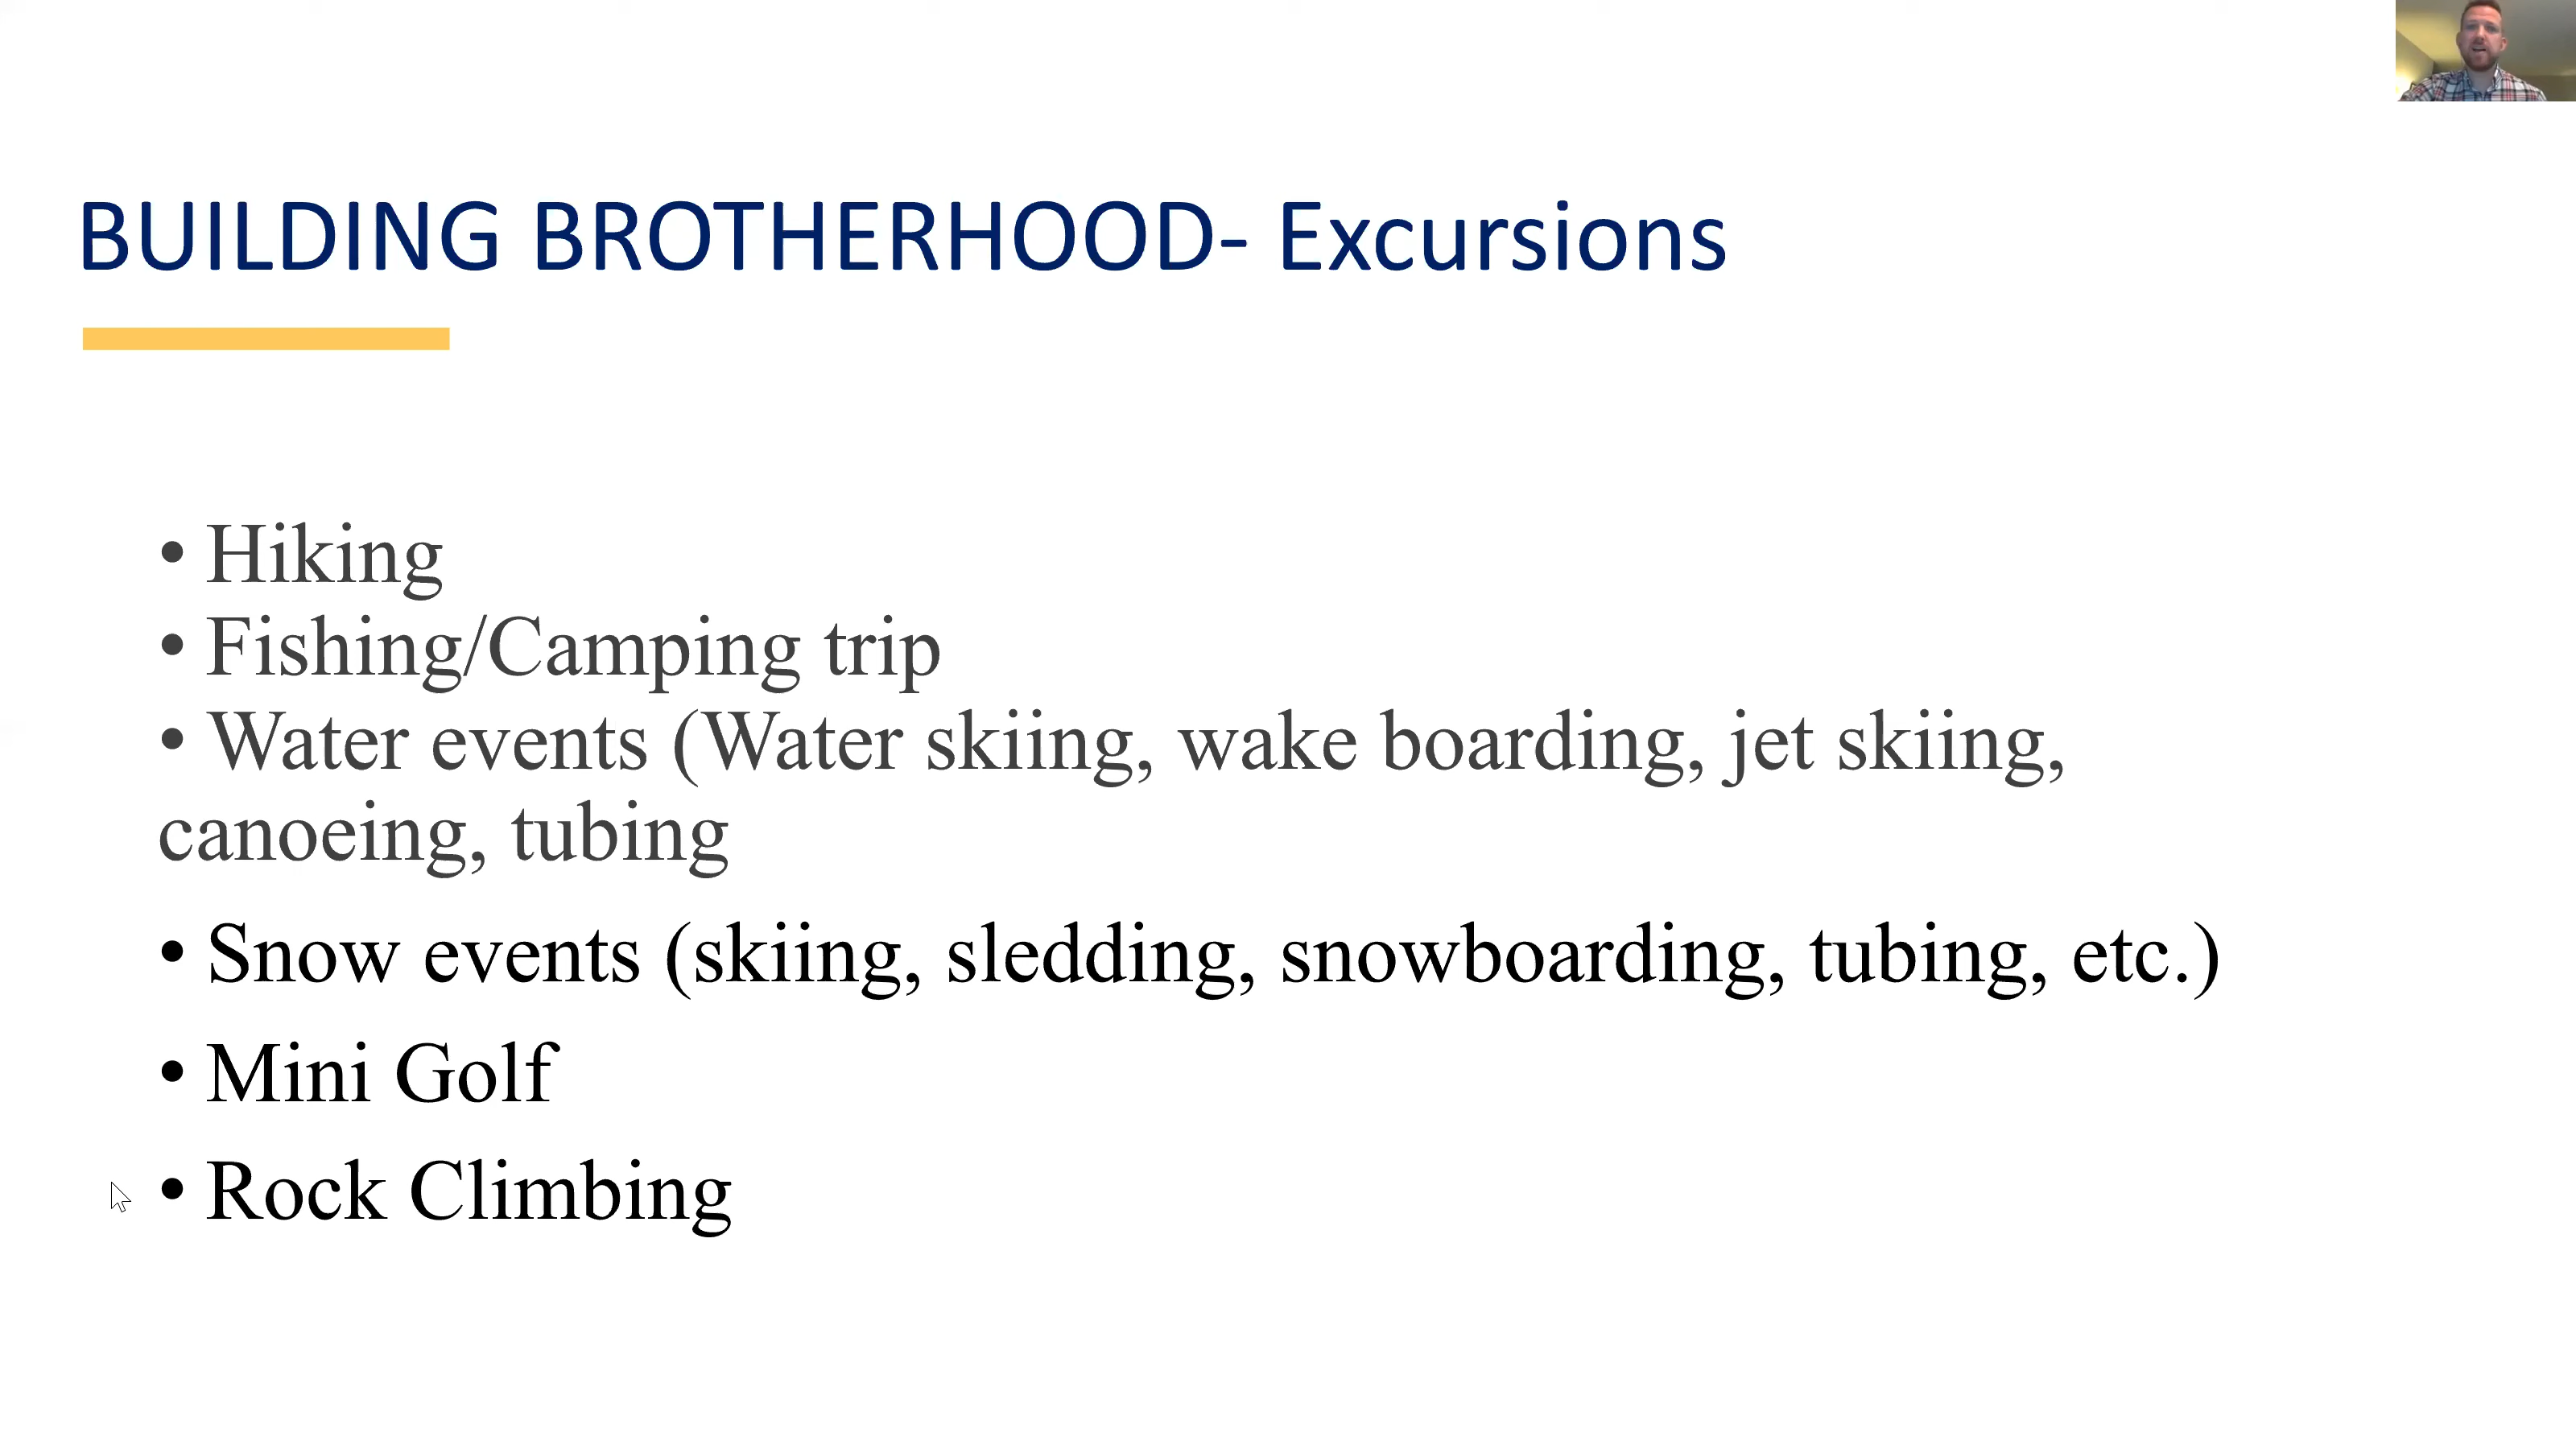 BUILDING BROTHERHOOD- Excursions
• Hiking
• Fishing/Camping trip
• Water events (Water skiing, wake boarding, jet skiing,
canoeing, tubing
• Snow events (skiing, sledding, snowboarding, tubing, etc.)
• Mini Golf
• Rock Climbing